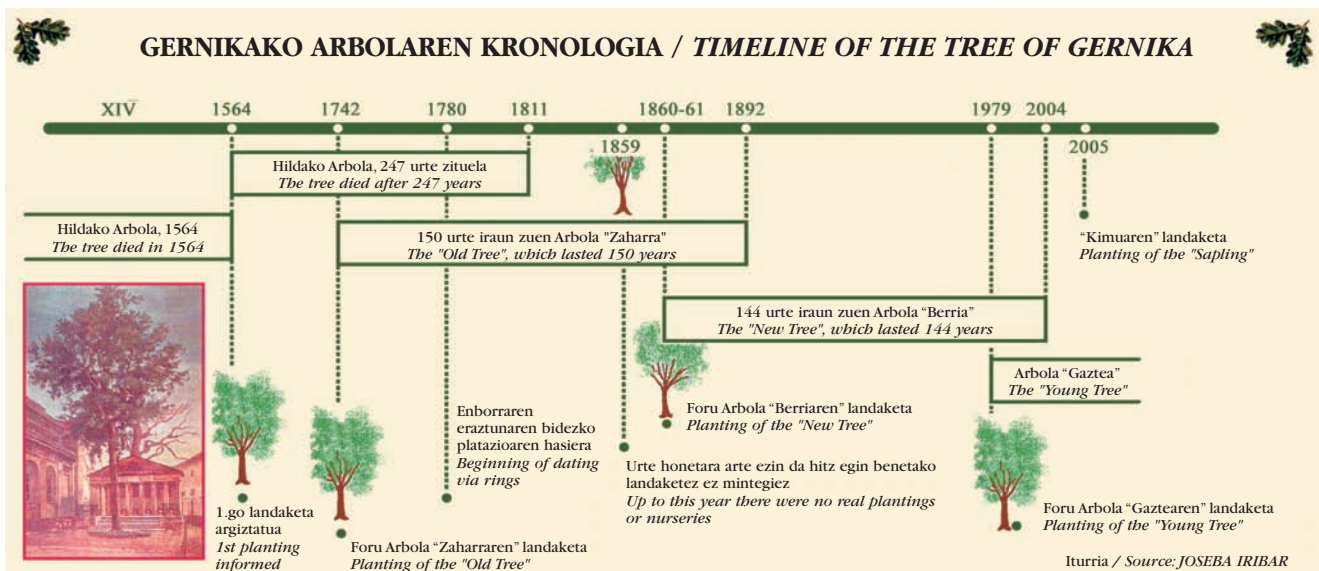 GERNIKAKO ARBOLAREN KRONOLOGIA / TIMELINE OF THE TREE OF GERNIKA
XIV
1564
1742
1780
1811
1859
1860-61
1892
1979
2004
2005
Hildako Arbola, 247 urte zituela
The tree died after 247 years
Hildako Arbola, 1564
The tree died in 1564
150 urte iraun zuen Arbola "Zaharra"
The "Old Tree", which lasted 150 years
"Kimuaren" landaketa
Planting of the "Sapling"
144 urte iraun zuen Arbola “Berria”
The "New Tree", which lasted 144 years
Arbola “Gaztea”
The "Young Tree"
1.go landaketa
argiztatua
1st planting
informed
Foru Arbola “Zaharraren” landaketa
Planting of the "Old Tree"
Enborraren
eraztunaren bidezko
platazioaren hasiera
Beginning of dating
via rings
Foru Arbola “Berriaren” landaketa
Planting of the "New Tree"
Urte honetara arte ezin da hitz egin benetako
landaketez ez mintegiez
Up to this year there were no real plantings
or nurseries
Foru Arbola “Gaztearen” landaketa
Planting of the "Young Tree"
Iturria / Source: JOSEBA IRIBAR